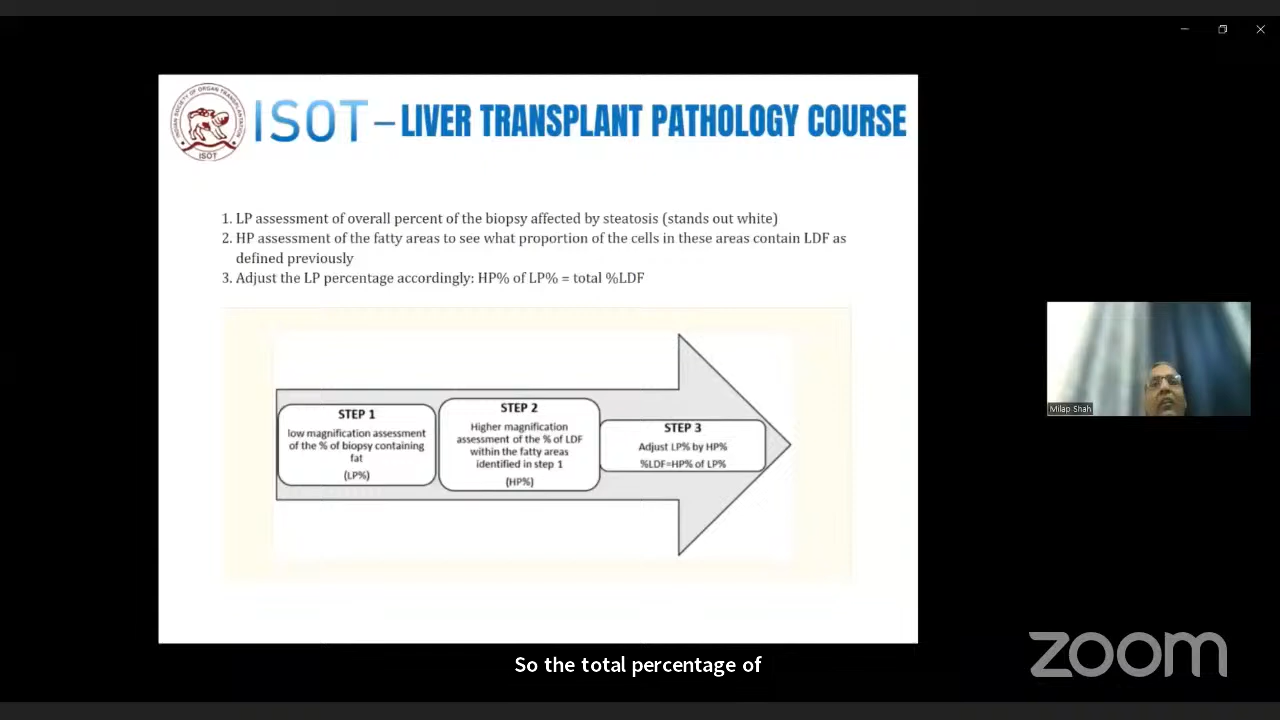 INDIAN SOCIETY OF ORGAN TRANSPLANTATION
ISOT
ISOT – LIVER TRANSPLANT PATHOLOGY COURSE
1. LP assessment of overall percent of the biopsy affected by steatosis (stands out white)
2. HP assessment of the fatty areas to see what proportion of the cells in these areas contain LDF as
defined previously
3. Adjust the LP percentage accordingly: HP% of LP% = total %LDF
STEP 1
low magnification assessment
of the % of biopsy containing
fat
(LP%)
STEP 2
Higher magnification
assessment of the % of LDF
within the fatty areas
identified in step 1
(HP%)
STEP 3
Adjust LP% by HP%
%LDF=HP% of LP%
Milap Shah
So the total percentage of
zoom